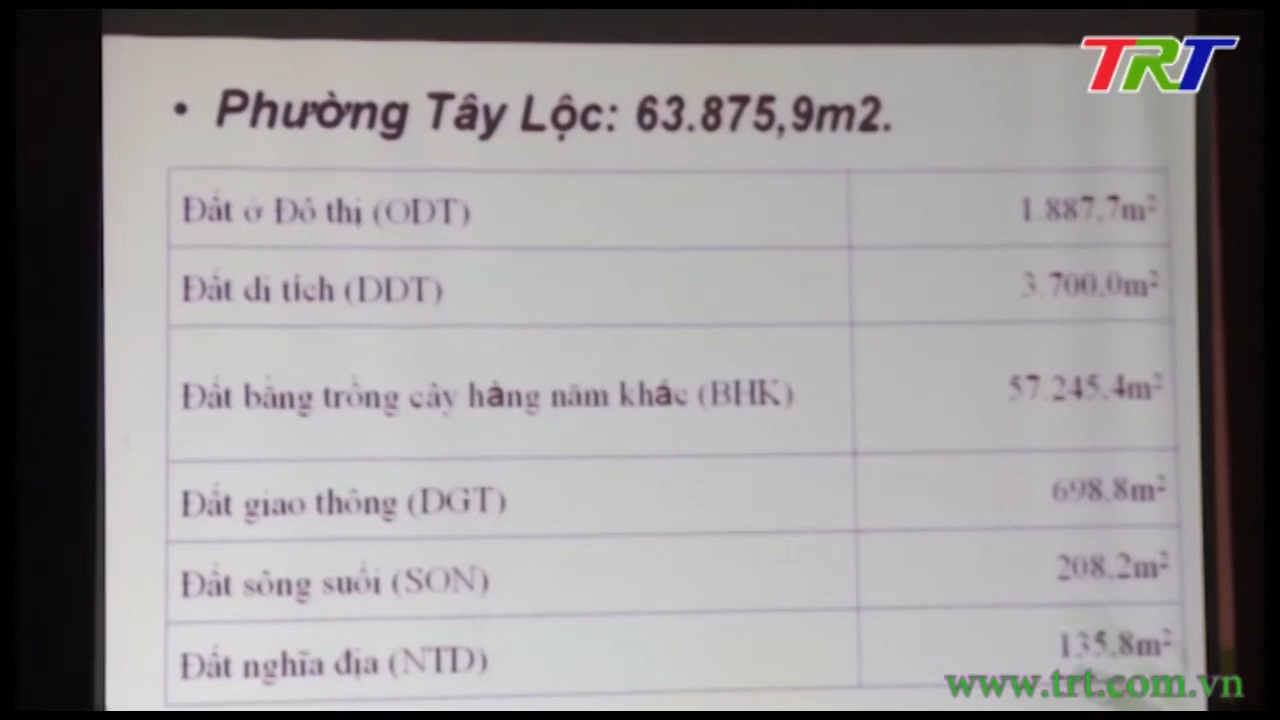 TRT
• Phường Tây Lộc: 63.875,9m2.
Đất ở Đô thị (ODT) 1.887,7m²
Đất di tích (DDT) 3.700,0m²
Đất bằng trồng cây hàng năm khác (BHK) 57.245,4m²
Đất giao thông (DGT) 698,8m²
Đất sông suối (SON) 208,2m²
Đất nghĩa địa (NTD) 135,8m²
www.trt.com.vn